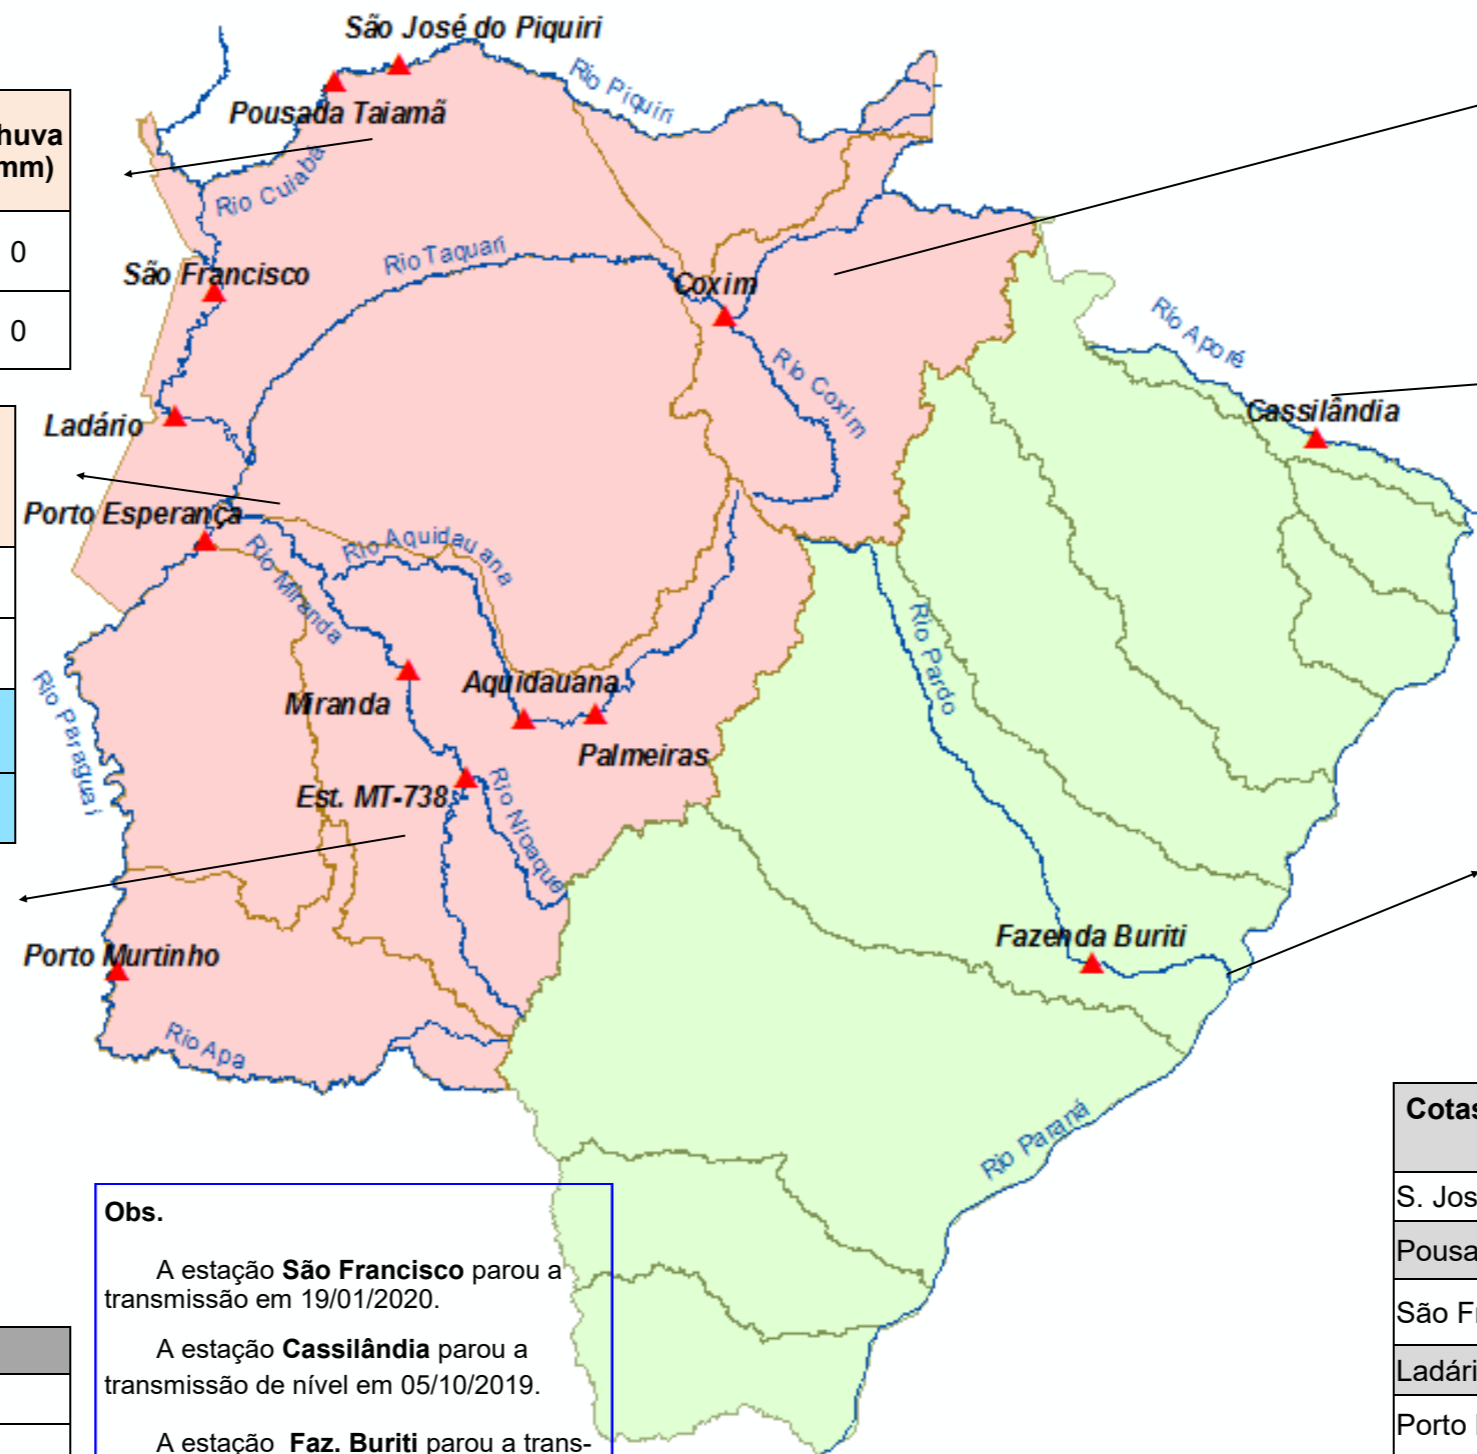 São José do Piquiri
Rio Piquiri
Pousada Taiamã
huva
mm)
0
0
Rio Cuiabá
São Francisco
Rio Taquari
Coxim
Rio Coxim
Rio Aporé
Cassilândia
Ladário
Porto Esperança
Rio Aquidauana
Rio Miranda
Rio Pardo
Rio Paraguai
Miranda
Aquidauana
Palmeiras
Est. MT-738
Rio Nioaque
Fazenda Buriti
Porto Murtinho
Rio Apa
Rio Paraná
Obs.
A estação São Francisco parou a
transmissão em 19/01/2020.
A estação Cassilândia parou a
transmissão de nível em 05/10/2019.
A estação Faz. Buriti parou a trans-
Cotas
S. Jos
Pousa
São Fr
Ladári
Porto